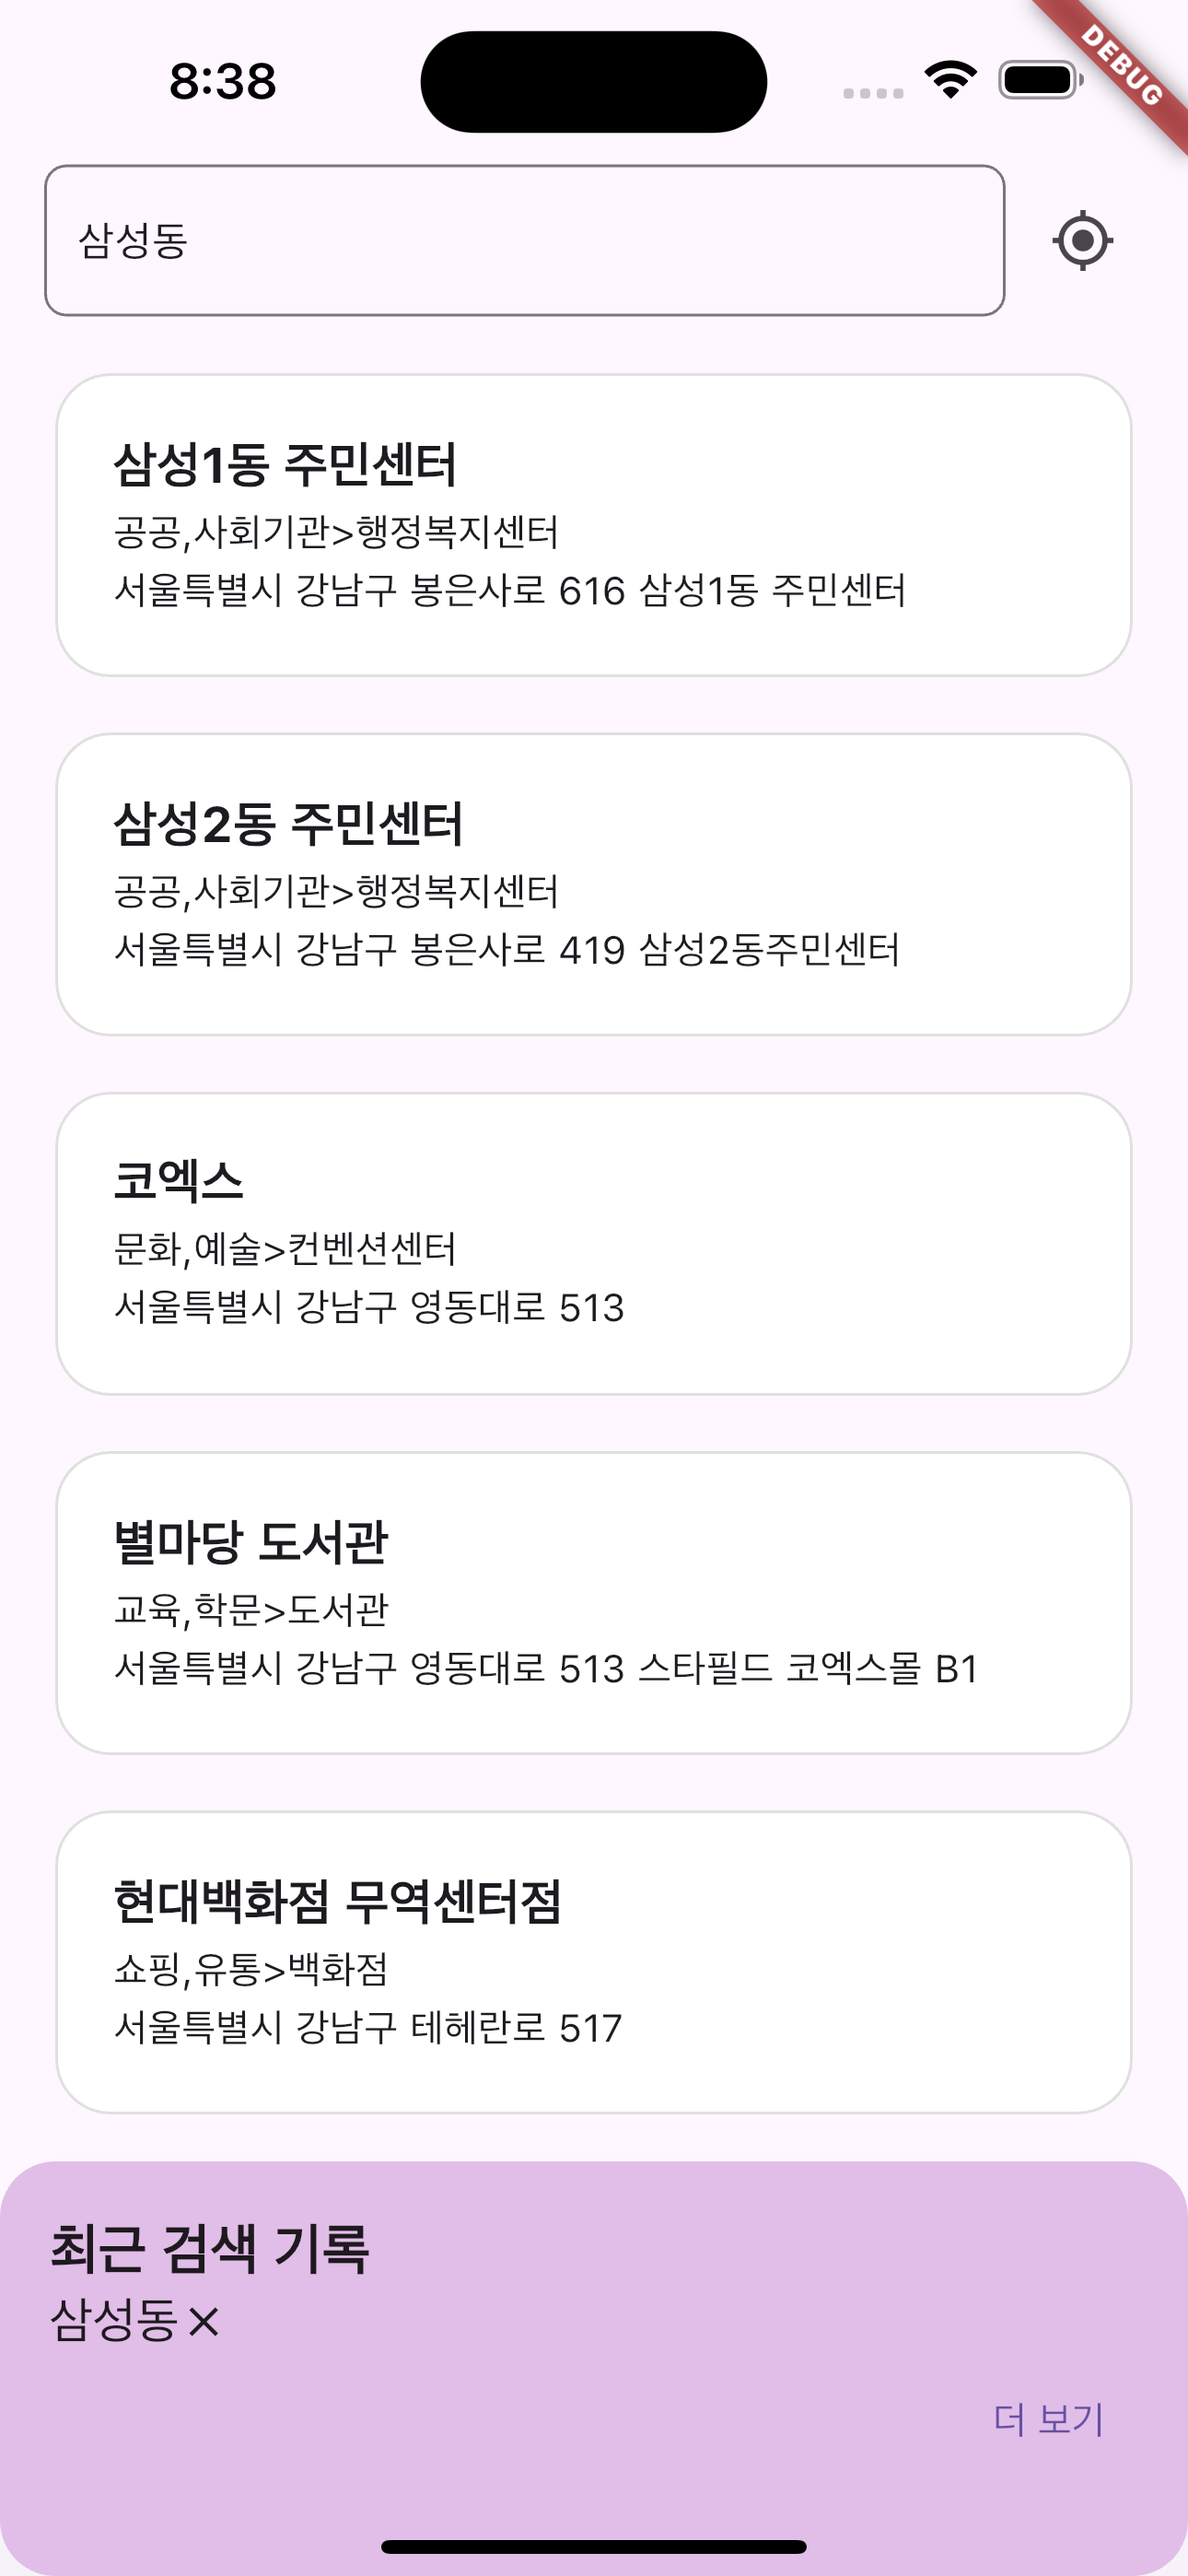 8:38
DEBUG
삼성동
삼성1동 주민센터
공공,사회기관>행정복지센터
서울특별시 강남구 봉은사로 616 삼성1동 주민센터
삼성2동 주민센터
공공,사회기관>행정복지센터
서울특별시 강남구 봉은사로 419 삼성2동주민센터
코엑스
문화,예술>컨벤션센터
서울특별시 강남구 영동대로 513
별마당 도서관
교육,학문>도서관
서울특별시 강남구 영동대로 513 스타필드 코엑스몰 B1
현대백화점 무역센터점
쇼핑,유통>백화점
서울특별시 강남구 테헤란로 517
최근 검색 기록
삼성동
더 보기